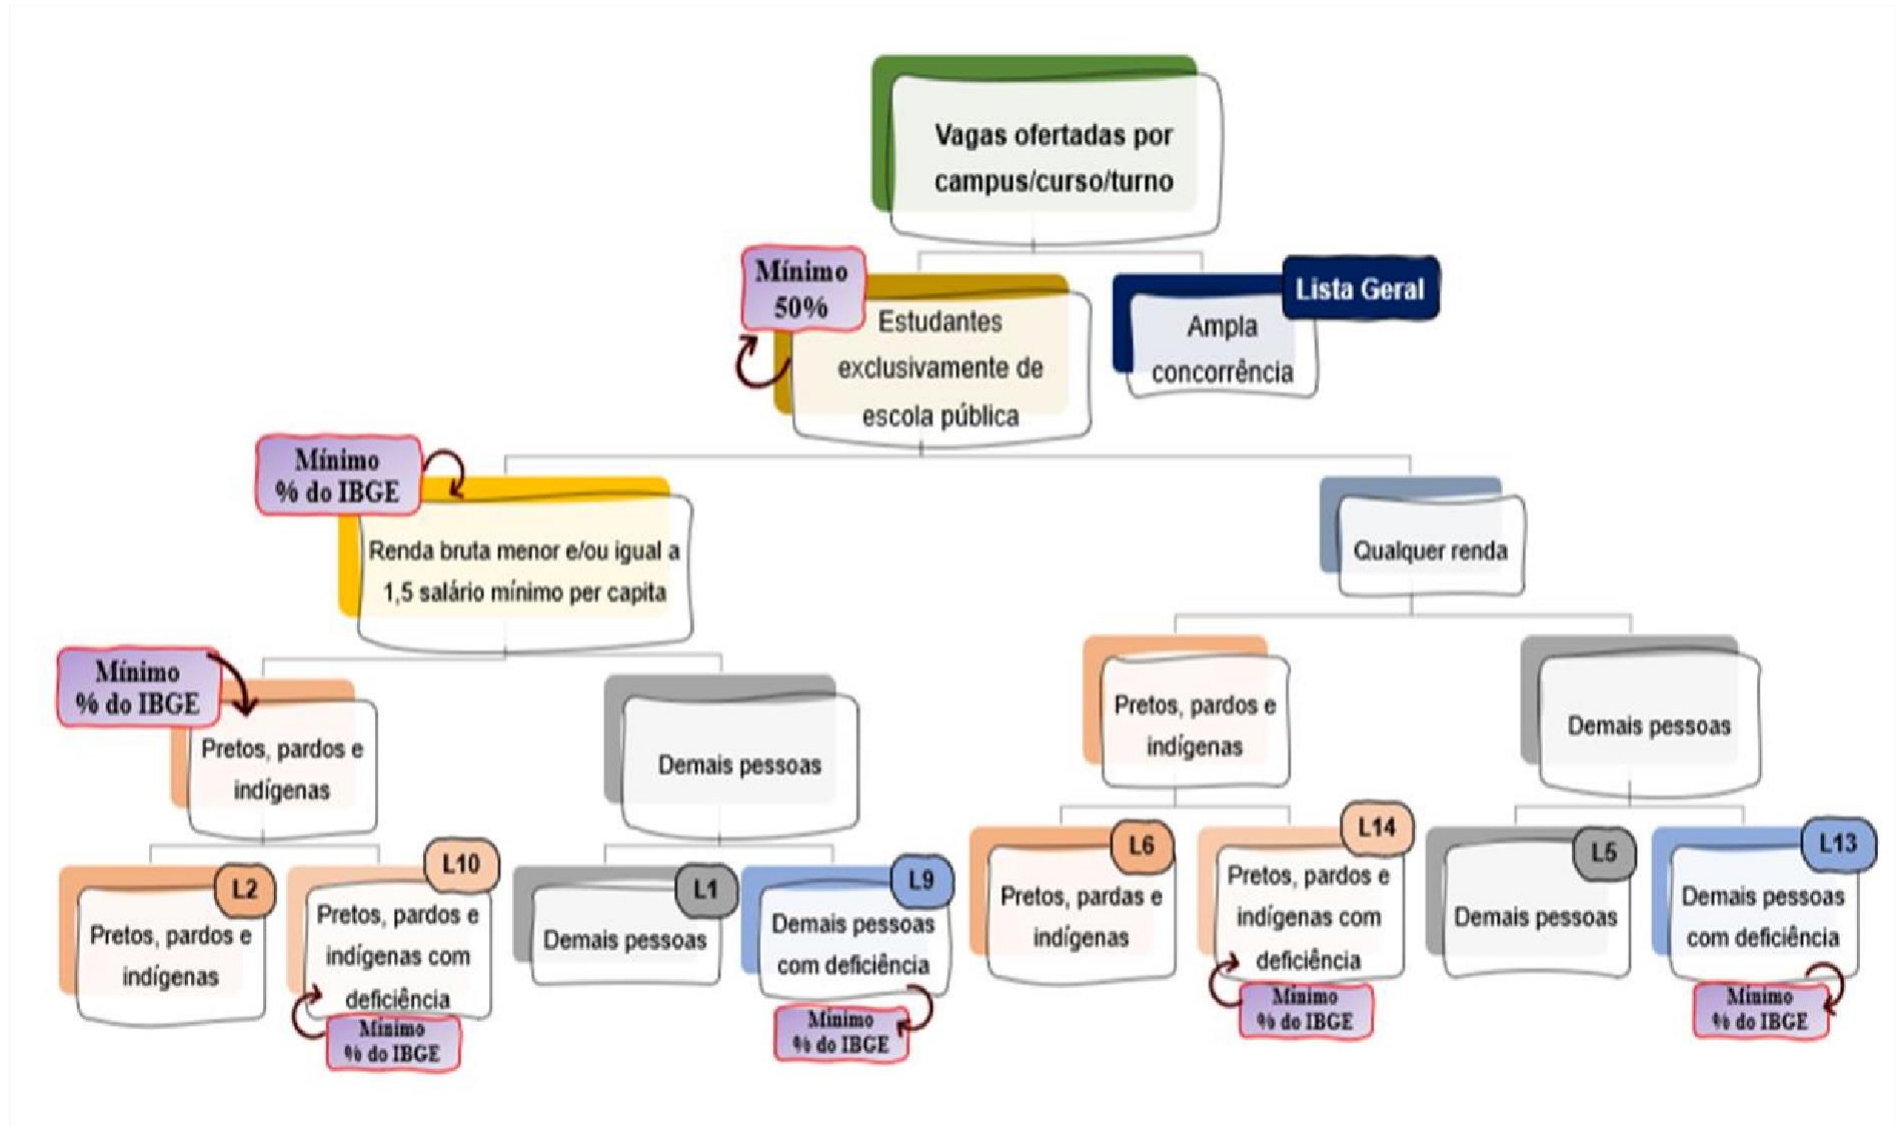 Vagas ofertadas por
campus/curso/turno
Mínimo
50%
Estudantes
exclusivamente de
escola pública
Lista Geral
Ampla
concorrência
Mínimo
% do IBGE
Renda bruta menor e/ou igual a
1,5 salário mínimo per capita
Qualquer renda
Mínimo
% do IBGE
Pretos, pardos e
indígenas
Demais pessoas
Pretos, pardos e
indígenas
Demais pessoas
L2
Pretos, pardos e
indígenas
L10
Pretos, pardos e
indígenas com
deficiência
Mínimo
% do IBGE
L1
Demais pessoas
L9
Demais pessoas
com deficiência
Mínimo
% do IBGE
L6
Pretos, pardas e
indígenas
L14
Pretos, pardos e
indígenas com
deficiência
Mínimo
% do IBGE
L5
Demais pessoas
L13
Demais pessoas
com deficiência
Mínimo
% do IBGE